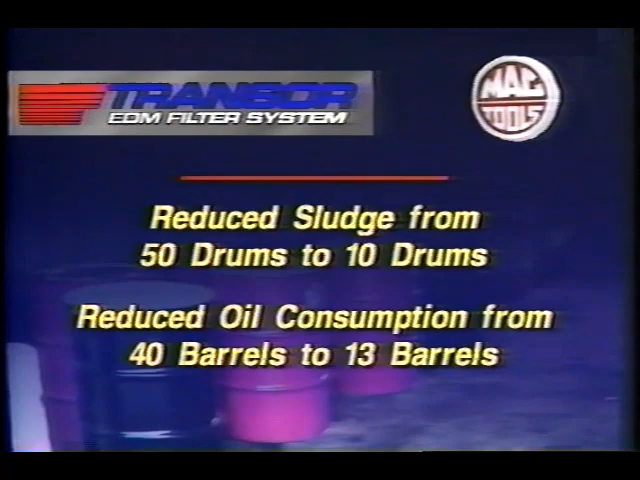 TRANSOR
EDM FILTER SYSTEM
MAC
TOOLS
Reduced Sludge from
50 Drums to 10 Drums
Reduced Oil Consumption from
40 Barrels to 13 Barrels